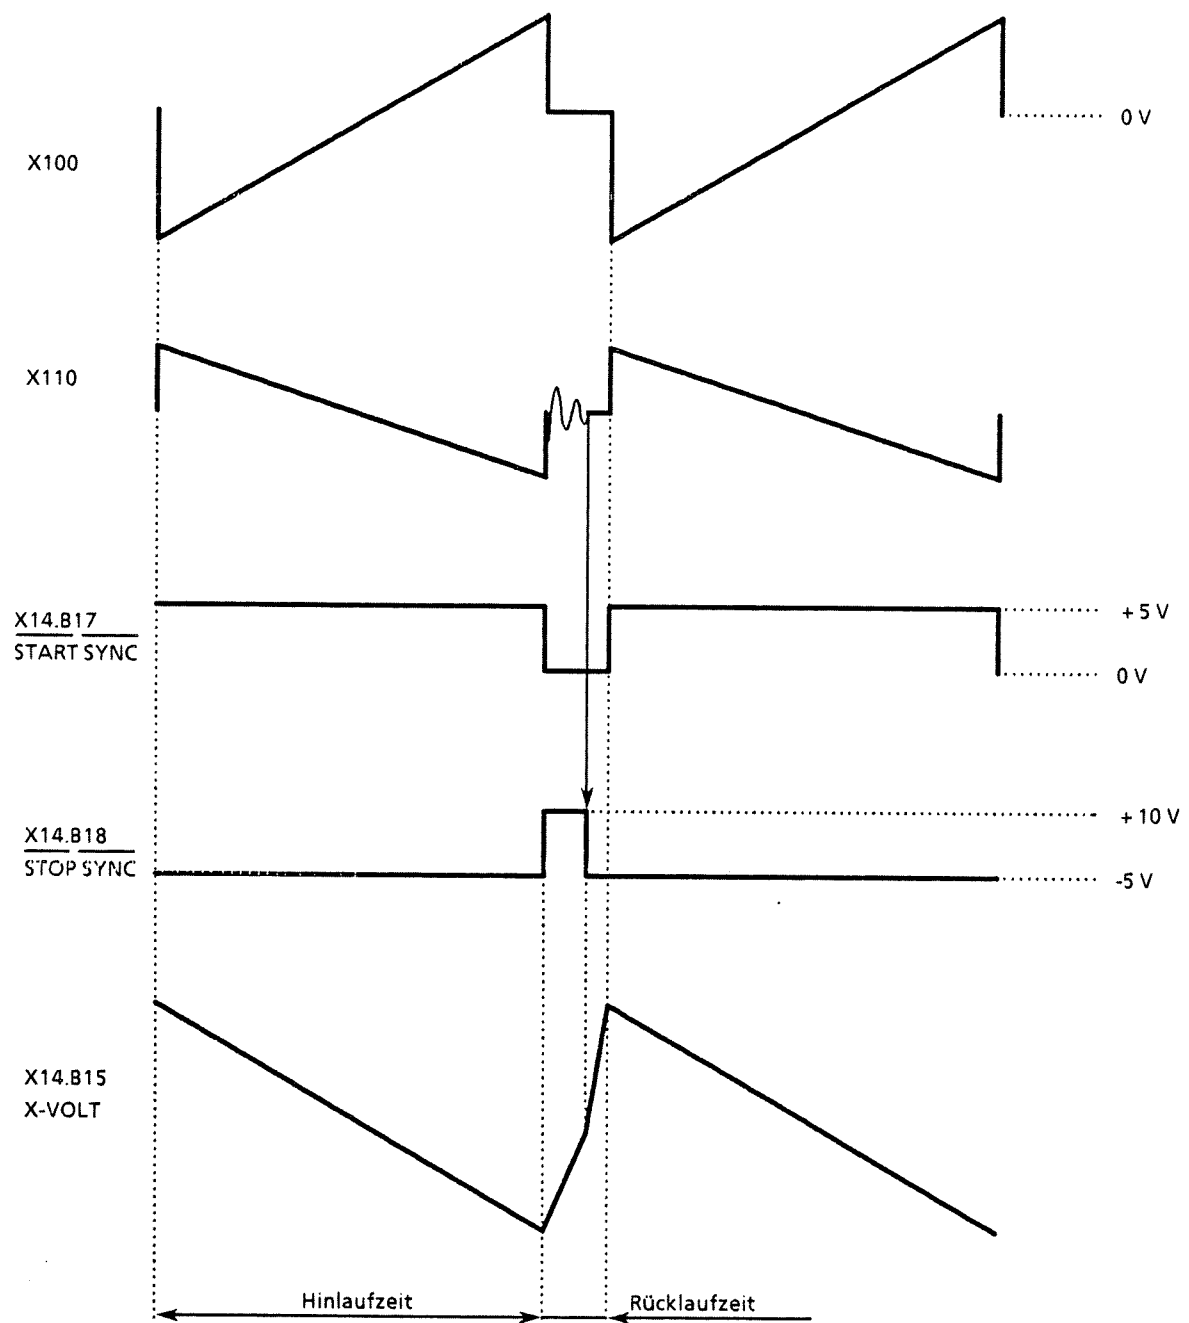 0 V
X100
X110
X14.B17
START SYNC
+ 5 V
0 V
X14.B18
STOP SYNC
+ 10 V
-5 V
X14.B15
X-VOLT
Hinlaufzeit
Rücklaufzeit